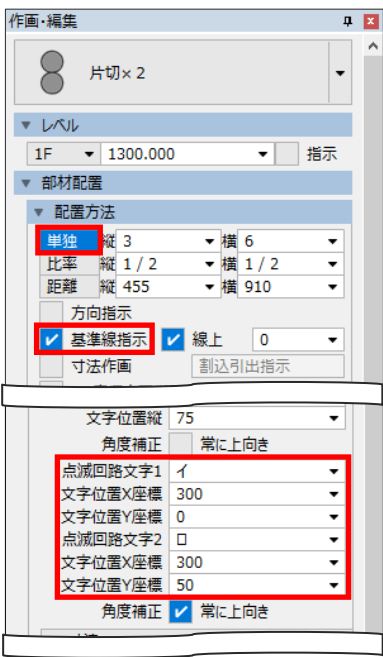 作画・編集
片切×2
レベル
1F 1300.000 指示
部材配置
配置方法
単独 縦 3 横 6
比率 縦 1 / 2 横 1 / 2
距離 縦 455 横 910
方向指示
基準線指示 線上 0
寸法作画 割込引出指示
文字位置縦 75
角度補正 常に上向き
点滅回路文字1 イ
文字位置X座標 300
文字位置Y座標 0
点滅回路文字2 ロ
文字位置X座標 300
文字位置Y座標 50
角度補正 常に上向き